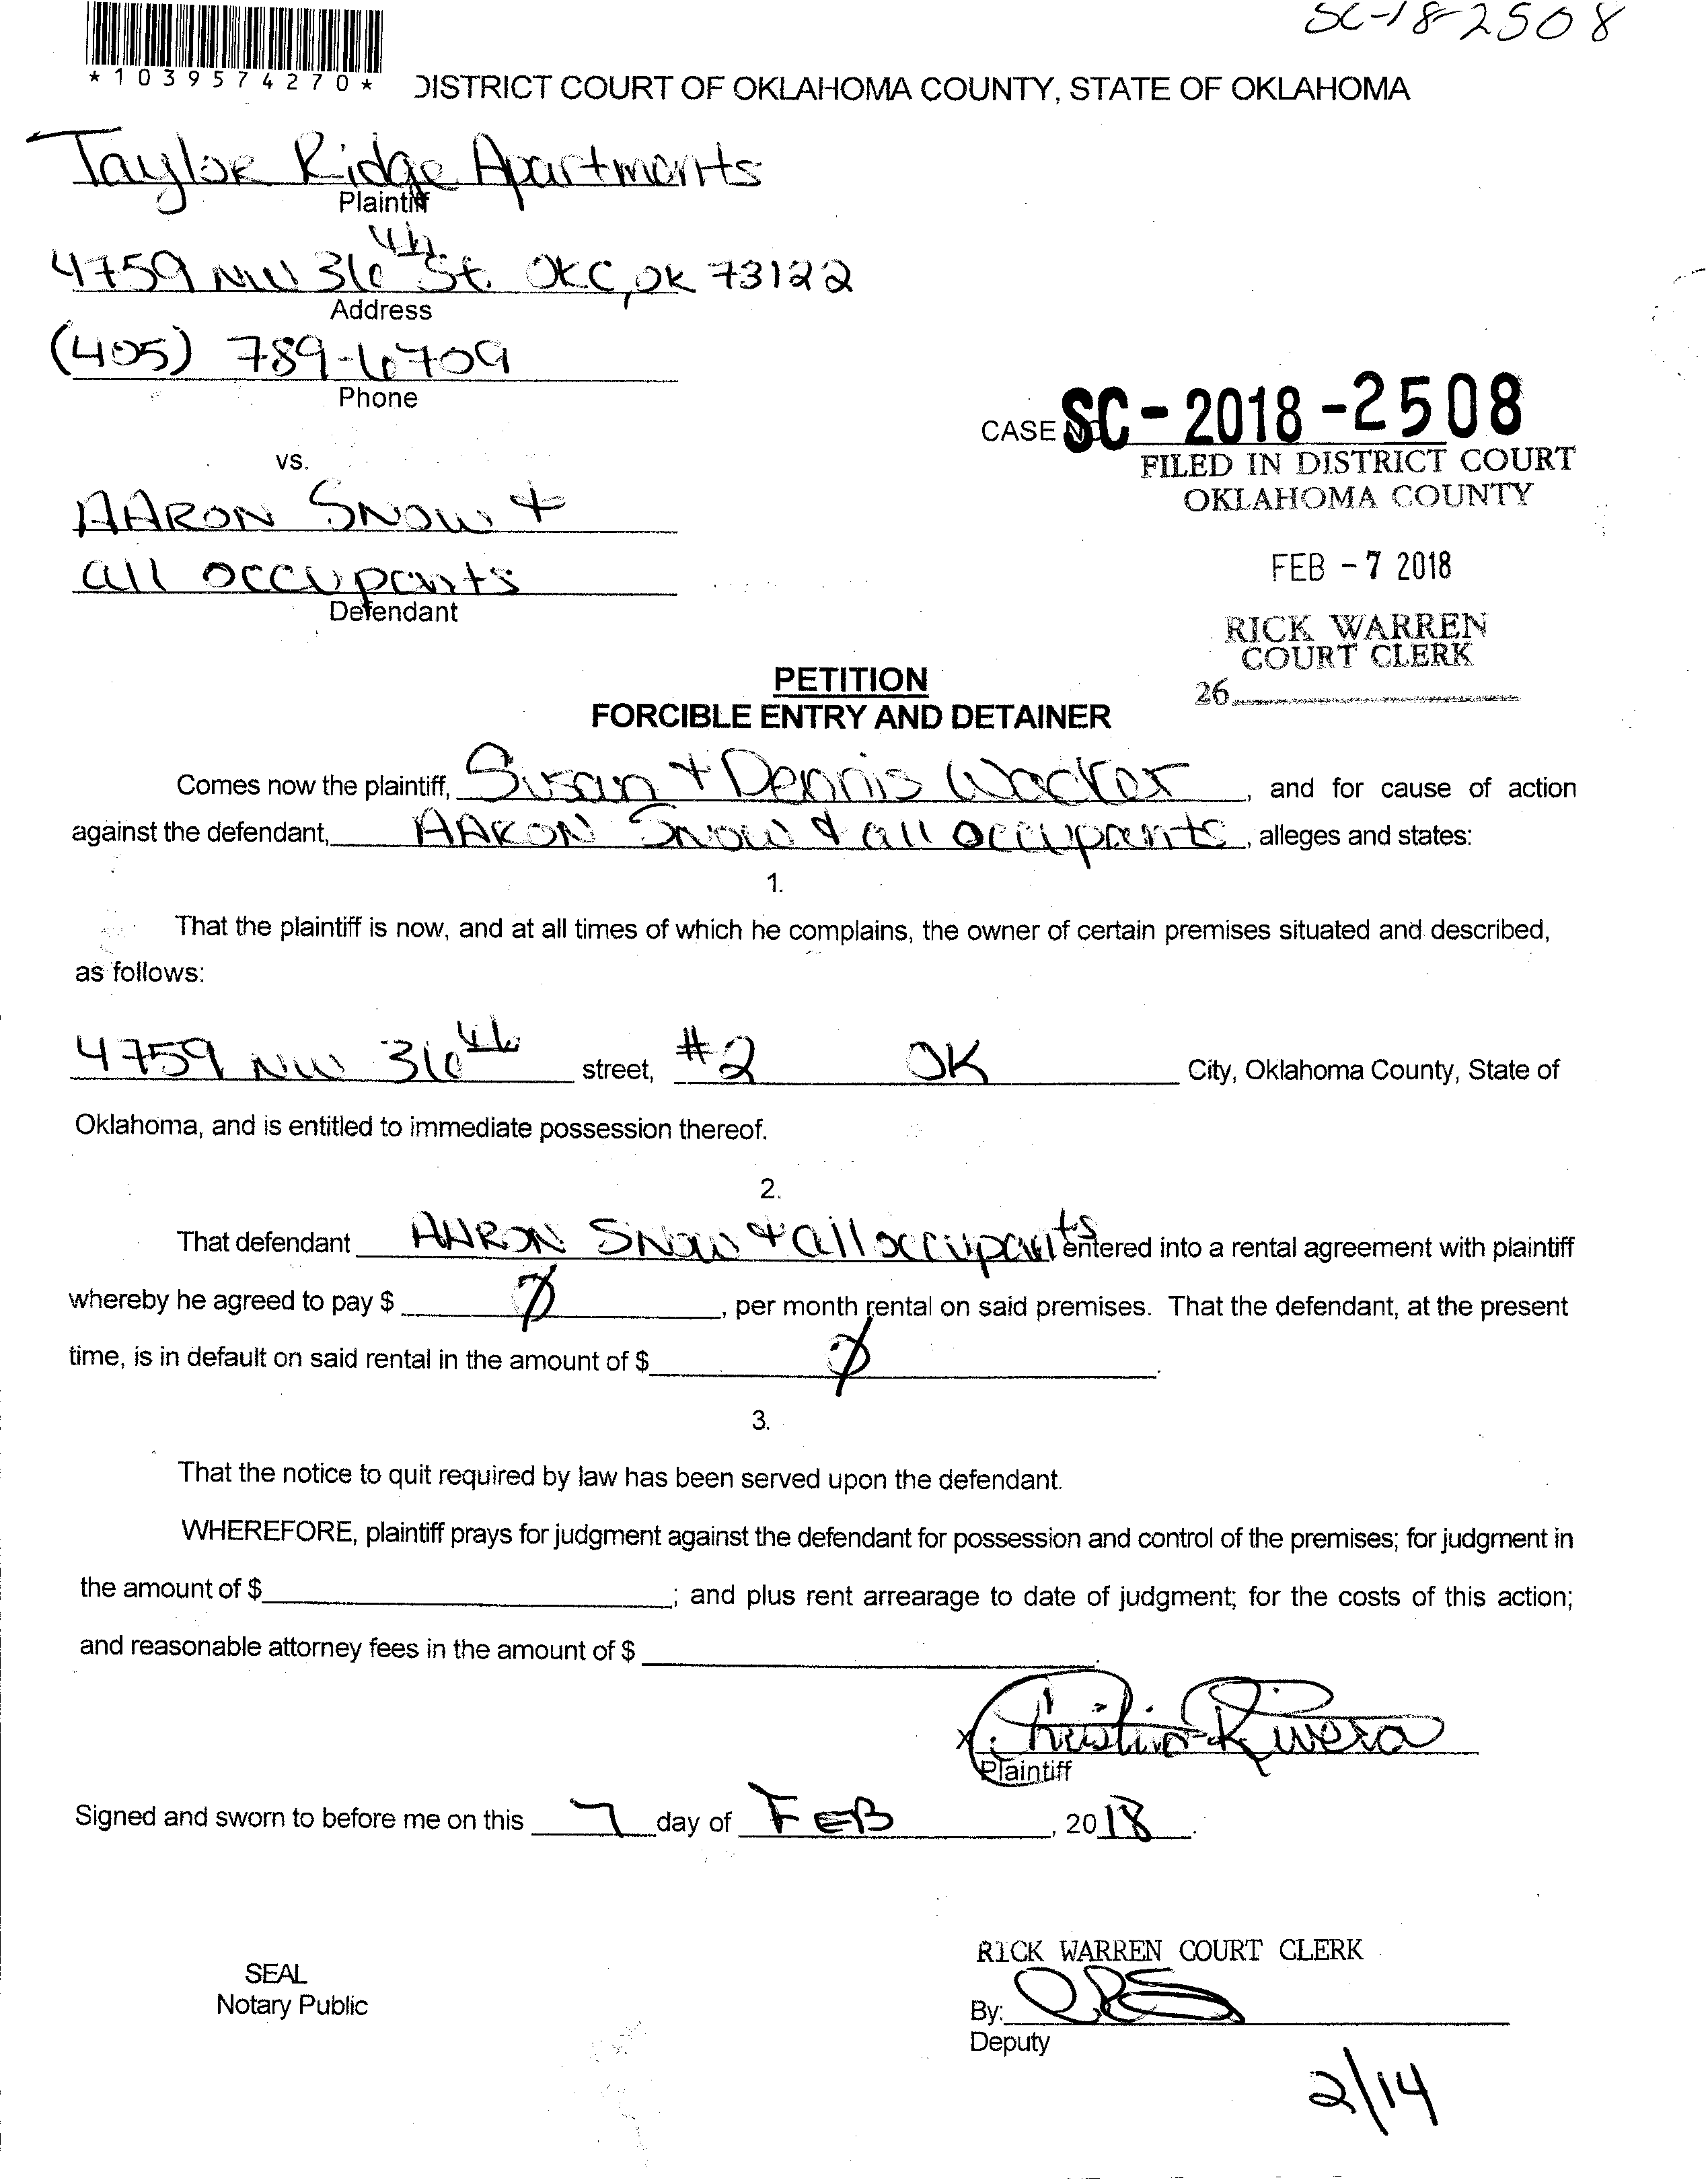 SC-18-2508
*1039574270*
DISTRICT COURT OF OKLAHOMA COUNTY, STATE OF OKLAHOMA
Taylor Ridge Apartments
Plaintiff
4759 NW 36th St. OKC, OK 73122
Address
(405) 789-6709
Phone
CASE NO. SC-2018-2508
FILED IN DISTRICT COURT
OKLAHOMA COUNTY
vs.
AARON SNOW +
all occupants
Defendant
FEB -7 2018
RICK WARREN
COURT CLERK
26
PETITION
FORCIBLE ENTRY AND DETAINER
Comes now the plaintiff, Susan + Dennis Wacker, and for cause of action
against the defendant, AARON Snow & all occupants, alleges and states:
1.
That the plaintiff is now, and at all times of which he complains, the owner of certain premises situated and described,
as follows:
4759 NW 36th street, #2 OK City, Oklahoma County, State of
Oklahoma, and is entitled to immediate possession thereof.
2.
That defendant AARON SNOW + all occupants entered into a rental agreement with plaintiff
whereby he agreed to pay $ Ø, per month rental on said premises. That the defendant, at the present
time, is in default on said rental in the amount of $ Ø.
3.
That the notice to quit required by law has been served upon the defendant.
WHEREFORE, plaintiff prays for judgment against the defendant for possession and control of the premises; for judgment in
the amount of $; and plus rent arrearage to date of judgment; for the costs of this action;
and reasonable attorney fees in the amount of $.
x Christina Rivera
Plaintiff
Signed and sworn to before me on this 7 day of FEB, 2018.
RICK WARREN COURT CLERK
SEAL
Notary Public
By:
Deputy
2/14